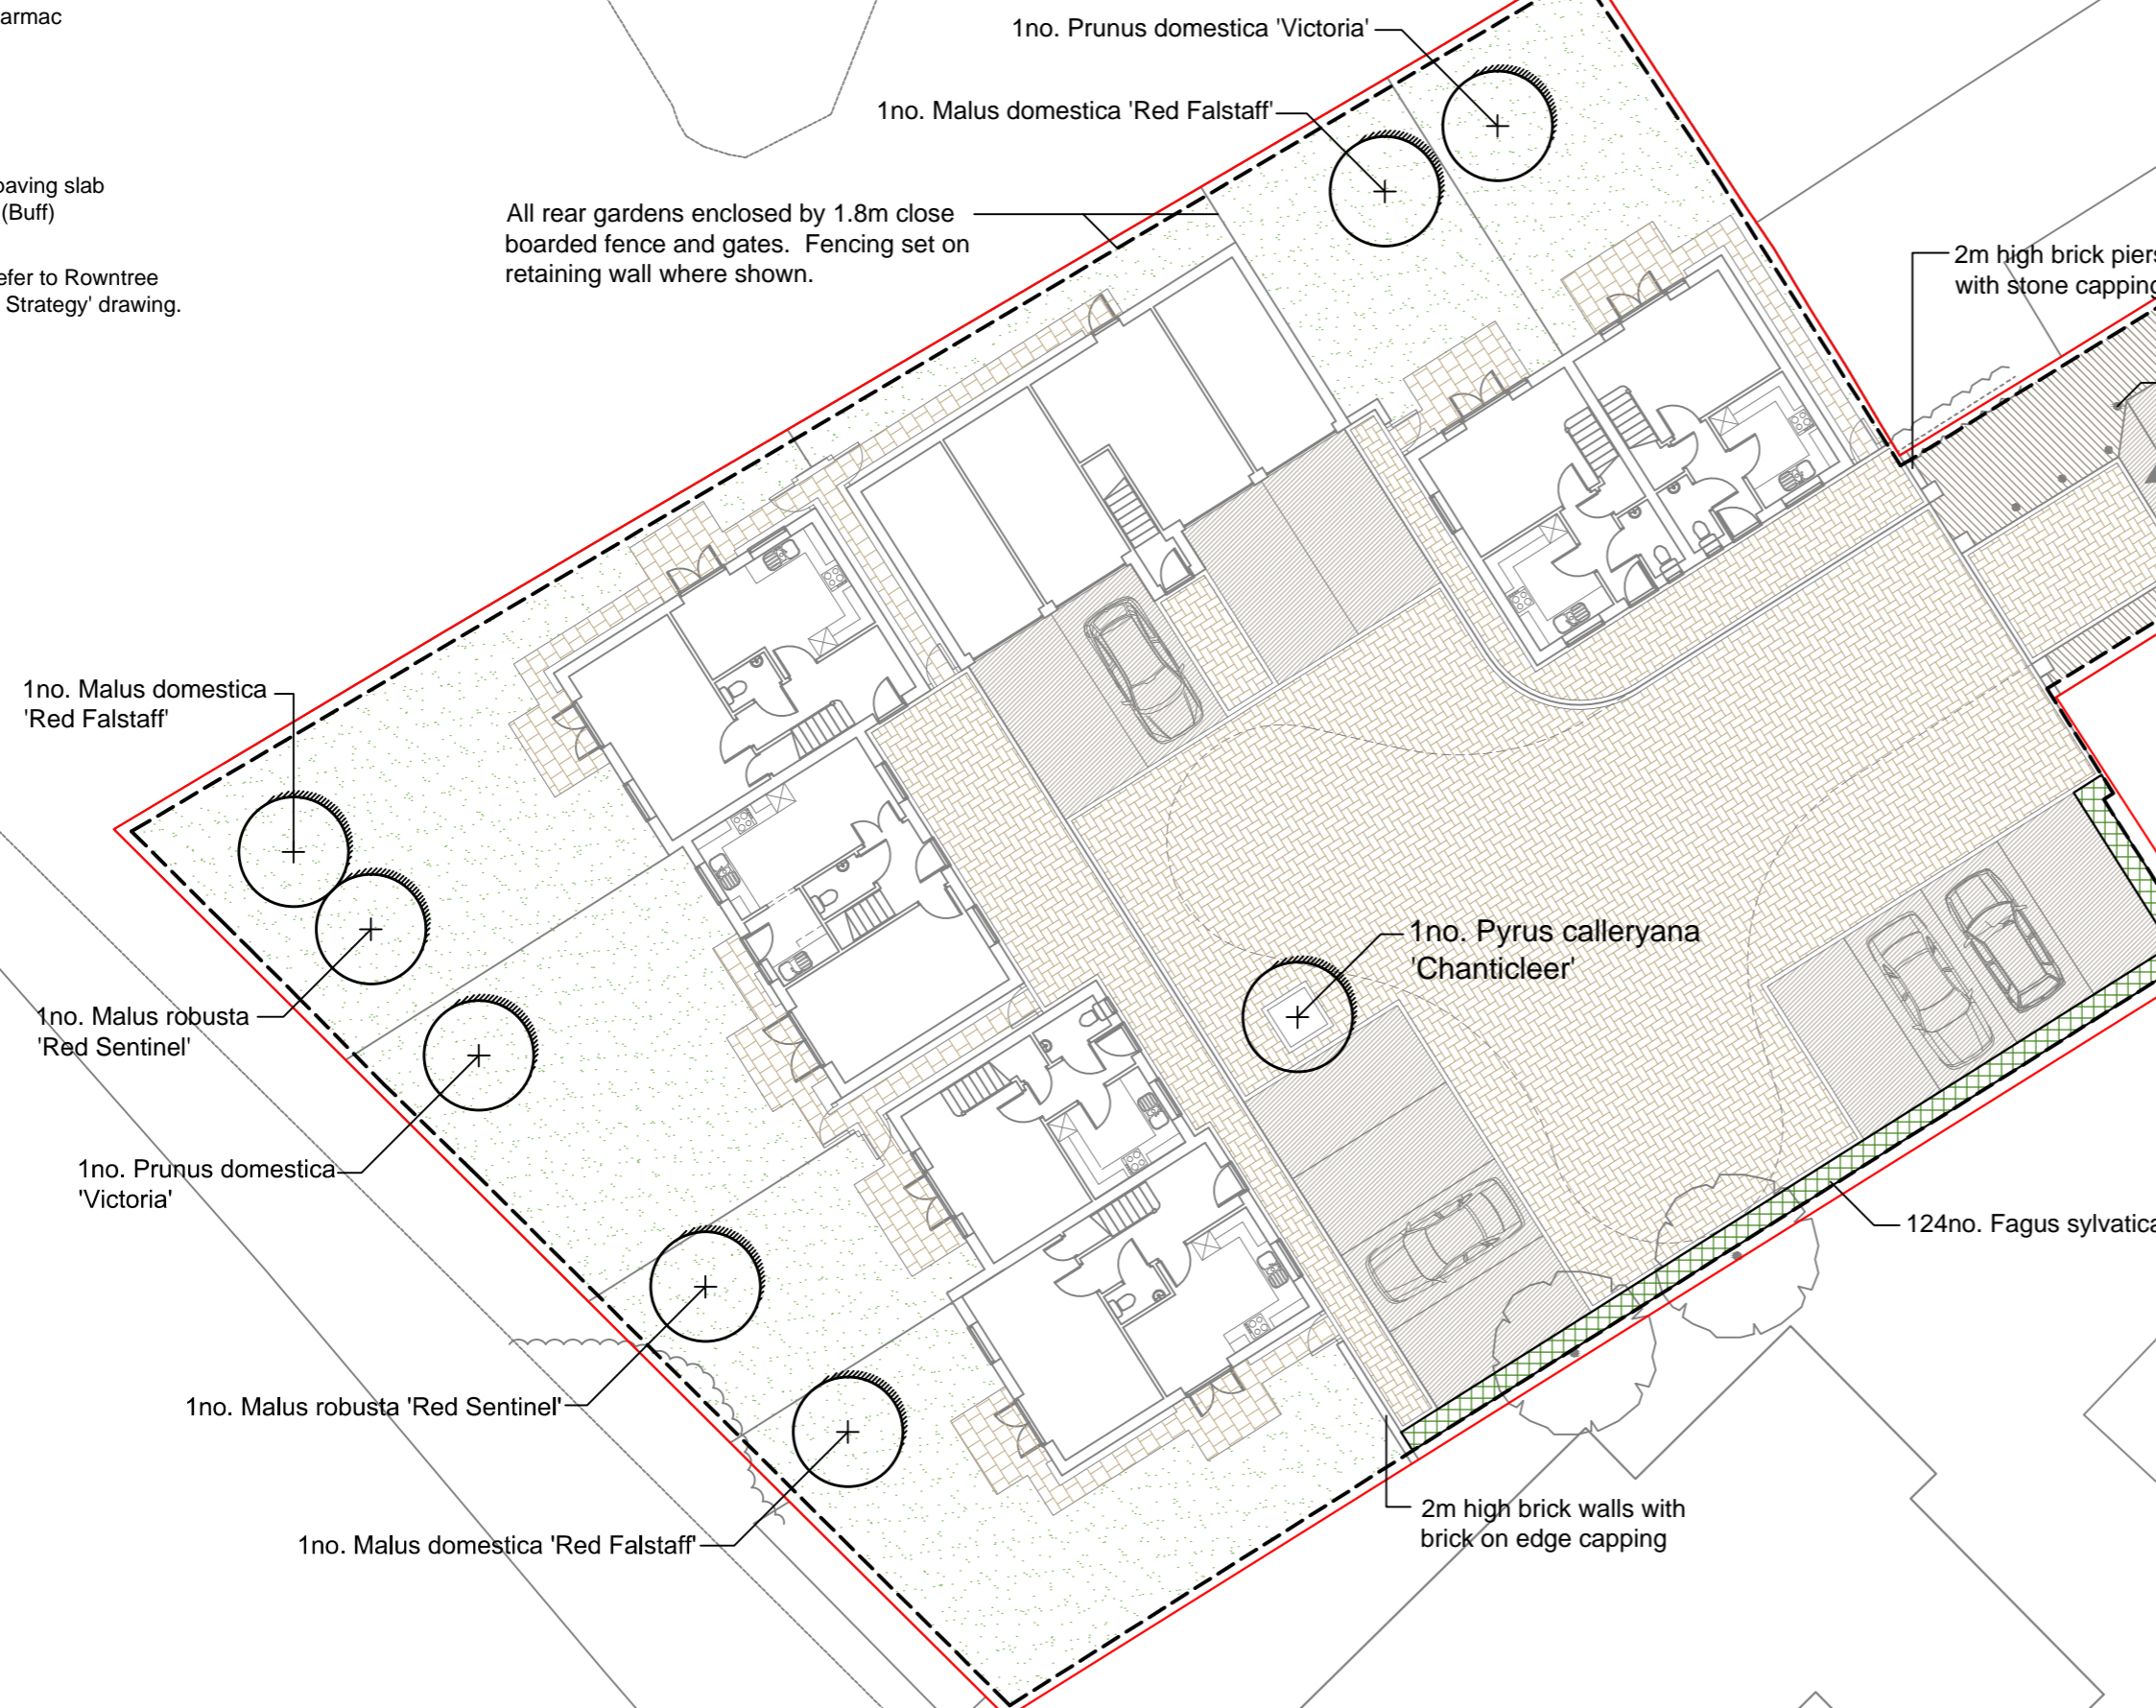 armac
paving slab
(Buff)
efer to Rowntree
Strategy' drawing.
1no. Prunus domestica 'Victoria'
1no. Malus domestica 'Red Falstaff'
All rear gardens enclosed by 1.8m close
boarded fence and gates.  Fencing set on
retaining wall where shown.
2m high brick piers
with stone capping
1no. Malus domestica
'Red Falstaff'
1no. Malus robusta
'Red Sentinel'
1no. Pyrus calleryana
'Chanticleer'
1no. Prunus domestica
'Victoria'
124no. Fagus sylvatica
1no. Malus robusta 'Red Sentinel'
1no. Malus domestica 'Red Falstaff'
2m high brick walls with
brick on edge capping